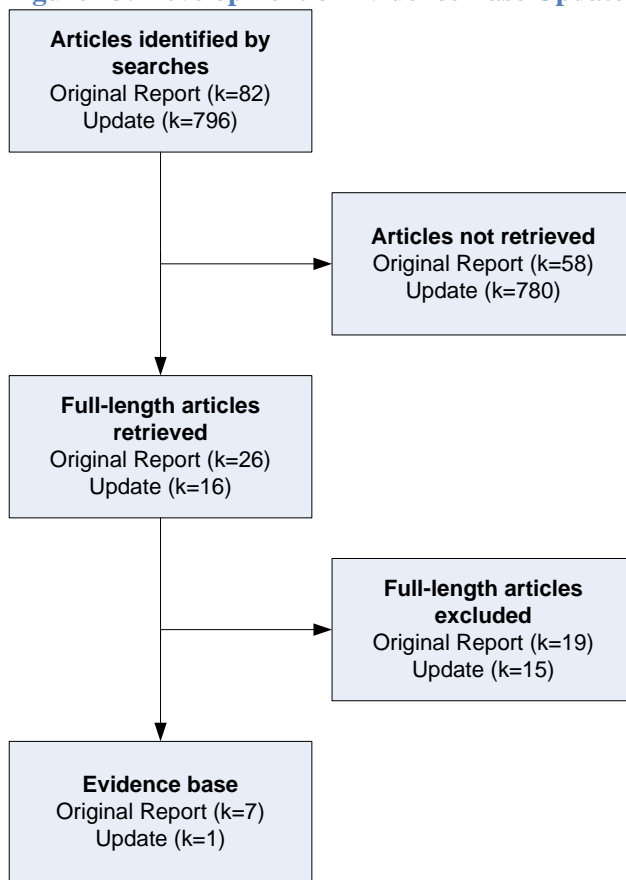 Articles identified by
searches
Original Report (k=82)
Update (k=796)
Articles not retrieved
Original Report (k=58)
Update (k=780)
Full-length articles
retrieved
Original Report (k=26)
Update (k=16)
Full-length articles
excluded
Original Report (k=19)
Update (k=15)
Evidence base
Original Report (k=7)
Update (k=1)